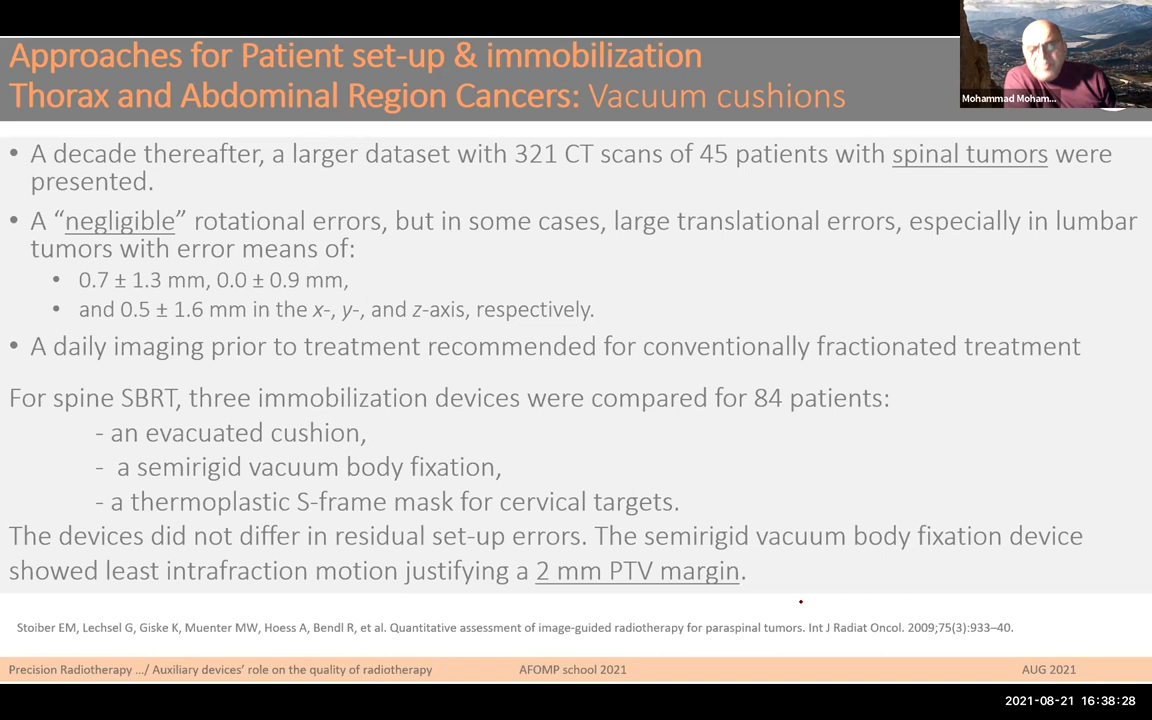 Approaches for Patient set-up & immobilization
Thorax and Abdominal Region Cancers: Vacuum cushions
Mohammad Moham...
• A decade thereafter, a larger dataset with 321 CT scans of 45 patients with spinal tumors were
presented.
• A “negligible” rotational errors, but in some cases, large translational errors, especially in lumbar
tumors with error means of:
• 0.7 ± 1.3 mm, 0.0 ± 0.9 mm,
• and 0.5 ± 1.6 mm in the x-, y-, and z-axis, respectively.
• A daily imaging prior to treatment recommended for conventionally fractionated treatment
For spine SBRT, three immobilization devices were compared for 84 patients:
- an evacuated cushion,
- a semirigid vacuum body fixation,
- a thermoplastic S-frame mask for cervical targets.
The devices did not differ in residual set-up errors. The semirigid vacuum body fixation device
showed least intrafraction motion justifying a 2 mm PTV margin.
Stoiber EM, Lechsel G, Giske K, Muenter MW, Hoess A, Bendl R, et al. Quantitative assessment of image-guided radiotherapy for paraspinal tumors. Int J Radiat Oncol. 2009;75(3):933–40.
Precision Radiotherapy .../ Auxiliary devices’ role on the quality of radiotherapy AFOMP school 2021 AUG 2021
2021-08-21 16:38:28